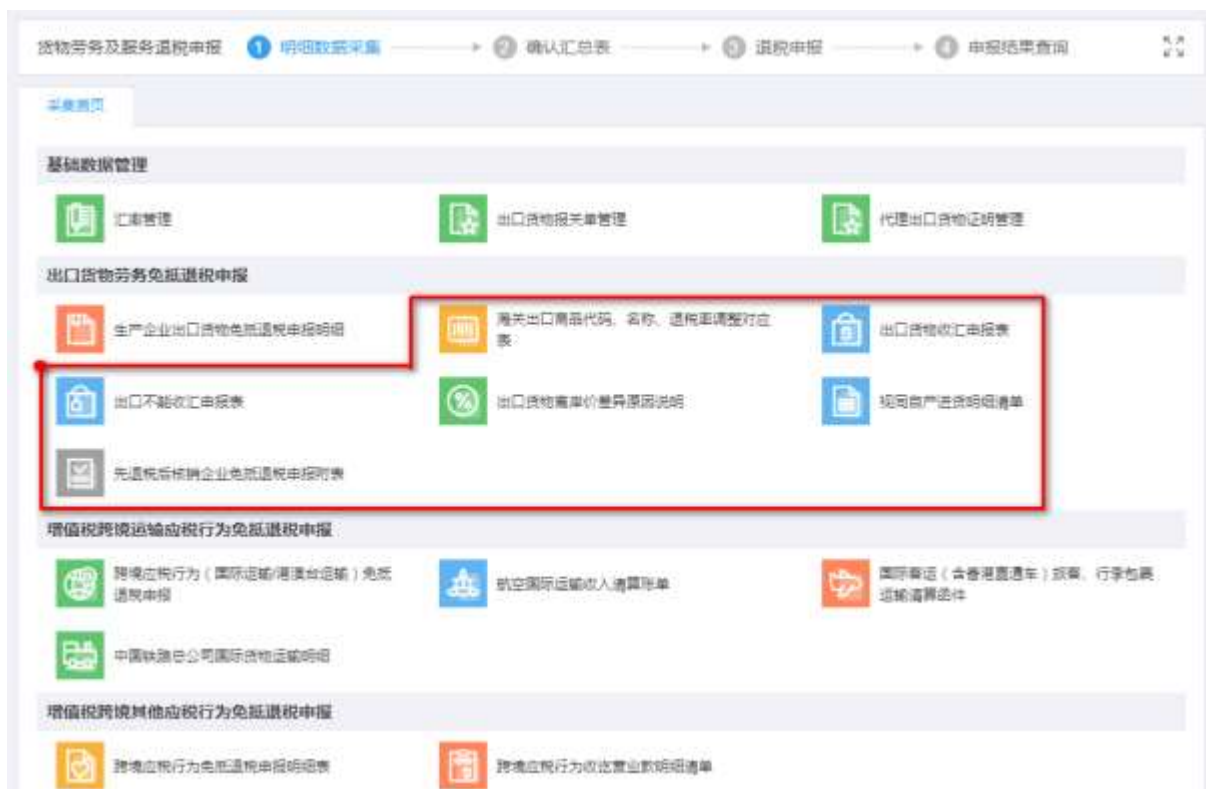 货物劳务及服务退税申报 1 明细数据采集 2 确认汇总表 3 退税申报 4 申报结果查询
采集首页
基础数据管理
汇率管理 出口货物报关单管理 代理出口货物证明管理
出口货物劳务免抵退税申报
生产企业出口货物免抵退税申报明细 海关出口商品代码、名称、退税率调整对应 出口货物收汇申报表
表
出口不能收汇申报表 出口货物离岸价差异原因说明 视同自产进货明细清单
先退税后核销企业免抵退税申报附表
增值税跨境运输应税行为免抵退税申报
跨境应税行为（国际运输/港澳台运输）免抵 航空国际运输收入清算账单 国际客运（含香港直通车）旅客、行李包裹
退税申报 运输清算函件
中国铁路总公司国际货物运输明细
增值税跨境其他应税行为免抵退税申报
跨境应税行为免抵退税申报明细表 跨境应税行为收讫营业款明细清单